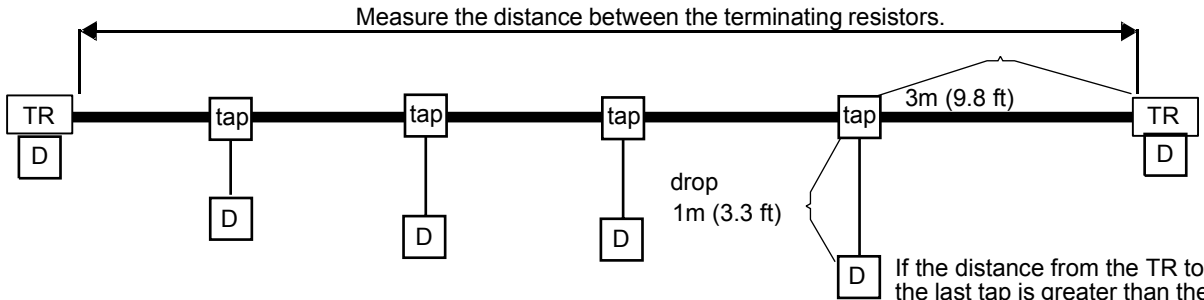 Measure the distance between the terminating resistors.
3m (9.8 ft)
TR
tap
tap
tap
tap
TR
D
D
drop
1m (3.3 ft)
D
D
D
D
If the distance from the TR to
the last tap is greater than the